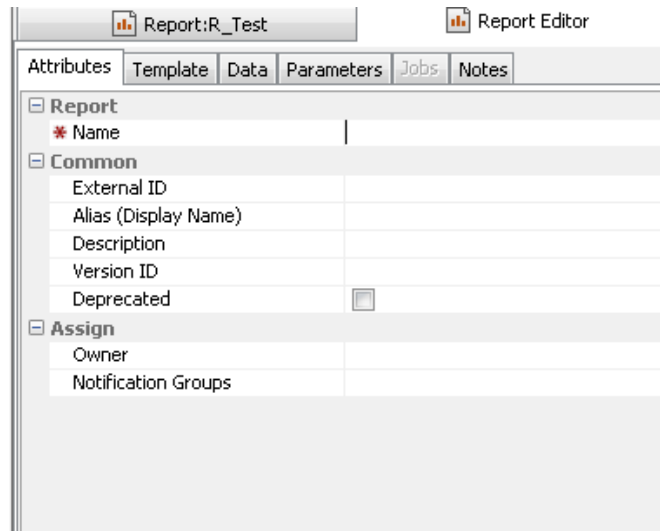 Report:R_Test Report Editor
Attributes Template Data Parameters Jobs Notes
Report
* Name
Common
External ID
Alias (Display Name)
Description
Version ID
Deprecated
Assign
Owner
Notification Groups